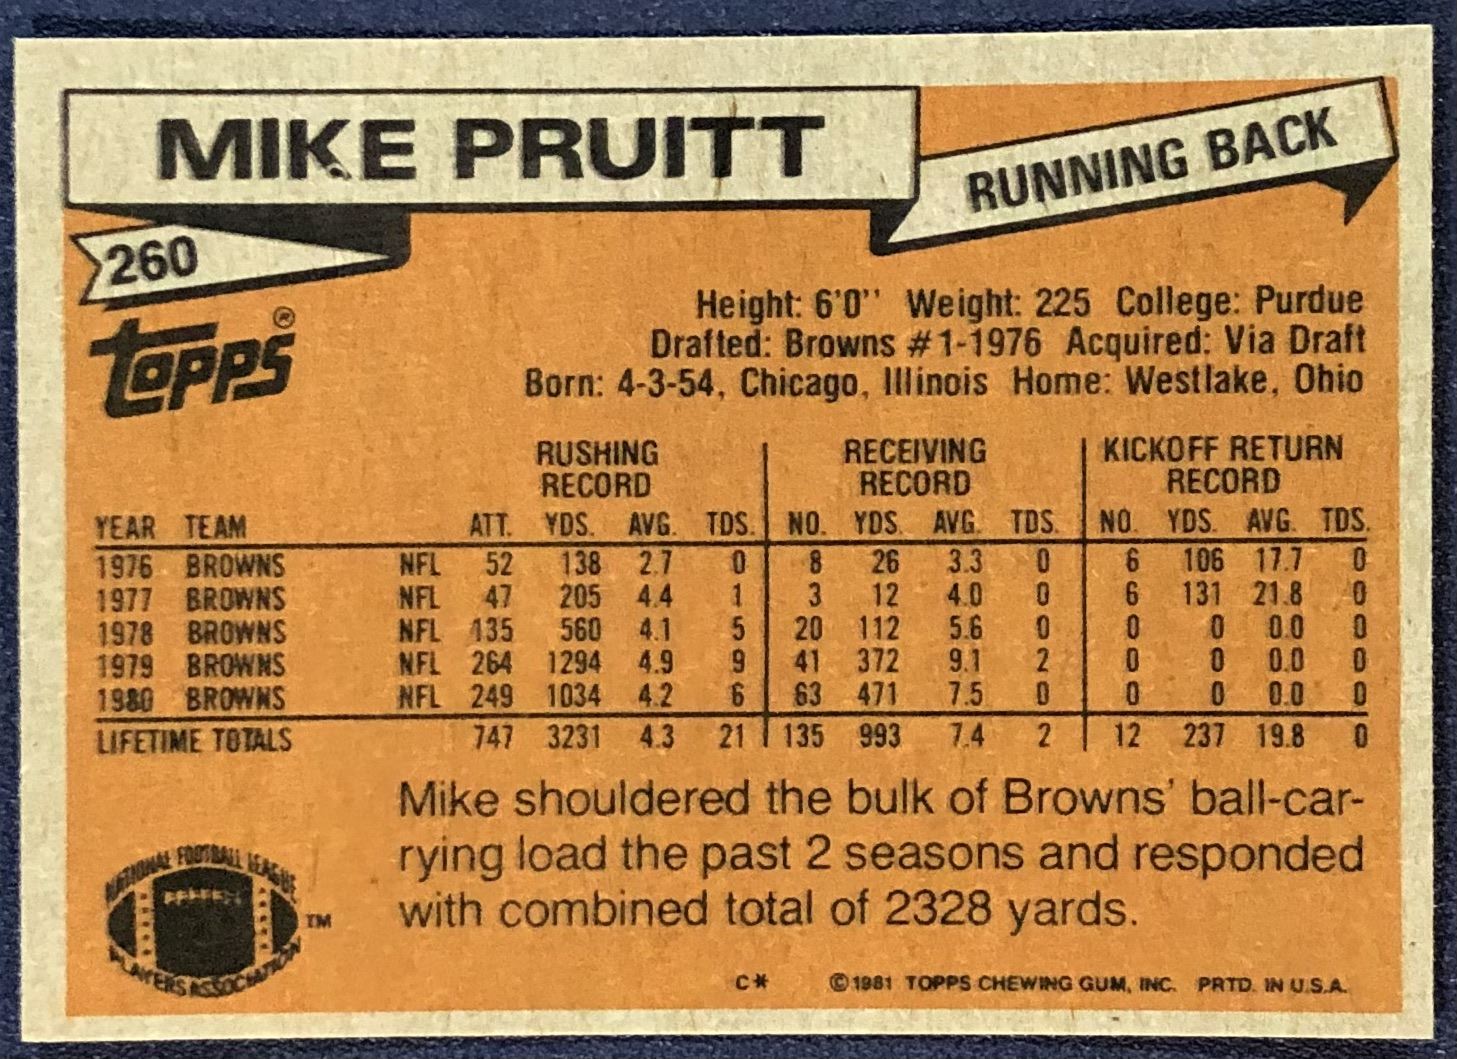 MIKE PRUITT
RUNNING BACK
260
TOPPS®
Height: 6'0'' Weight: 225 College: Purdue
Drafted: Browns #1-1976 Acquired: Via Draft
Born: 4-3-54, Chicago, Illinois Home: Westlake, Ohio
RUSHING RECORD RECEIVING RECORD KICKOFF RETURN RECORD
YEAR TEAM ATT. YDS. AVG. TDS. NO. YDS. AVG. TDS. NO. YDS. AVG. TDS.
1976 BROWNS NFL 52 138 2.7 0 8 26 3.3 0 6 106 17.7 0
1977 BROWNS NFL 47 205 4.4 1 3 12 4.0 0 6 131 21.8 0
1978 BROWNS NFL 135 560 4.1 5 20 112 5.6 0 0 0 0.0 0
1979 BROWNS NFL 264 1294 4.9 9 41 372 9.1 2 0 0 0.0 0
1980 BROWNS NFL 249 1034 4.2 6 63 471 7.5 0 0 0 0.0 0
LIFETIME TOTALS 747 3231 4.3 21 135 993 7.4 2 12 237 19.8 0
Mike shouldered the bulk of Browns' ball-car-
rying load the past 2 seasons and responded
with combined total of 2328 yards.
NATIONAL FOOTBALL LEAGUE
PLAYERS ASSOCIATION
TM
C* ©1981 TOPPS CHEWING GUM, INC. PRTD. IN U.S.A.